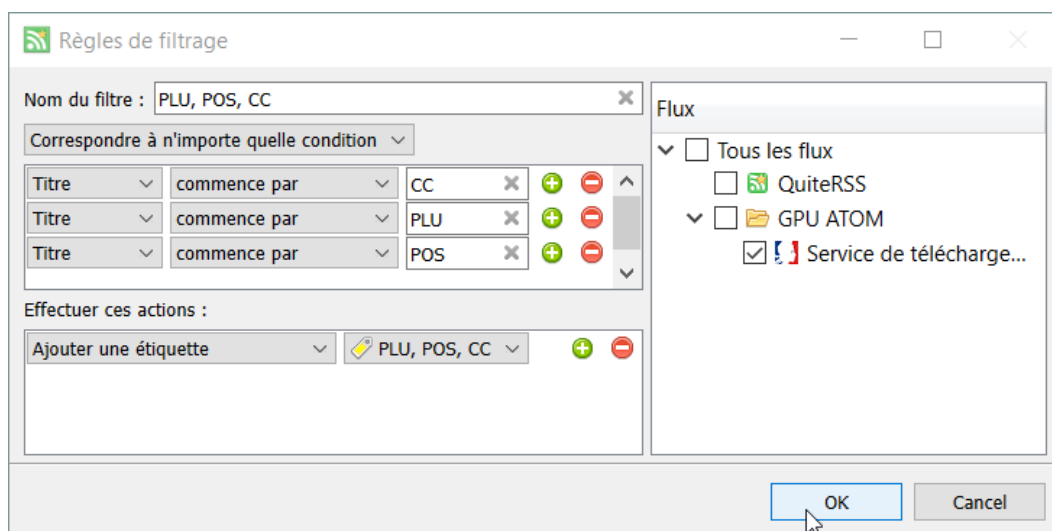 Règles de filtrage
Nom du filtre : PLU, POS, CC
Correspondre à n'importe quelle condition
Titre commence par CC
Titre commence par PLU
Titre commence par POS
Effectuer ces actions :
Ajouter une étiquette PLU, POS, CC
Flux
Tous les flux
QuiteRSS
GPU ATOM
Service de télécharge...
OK Cancel